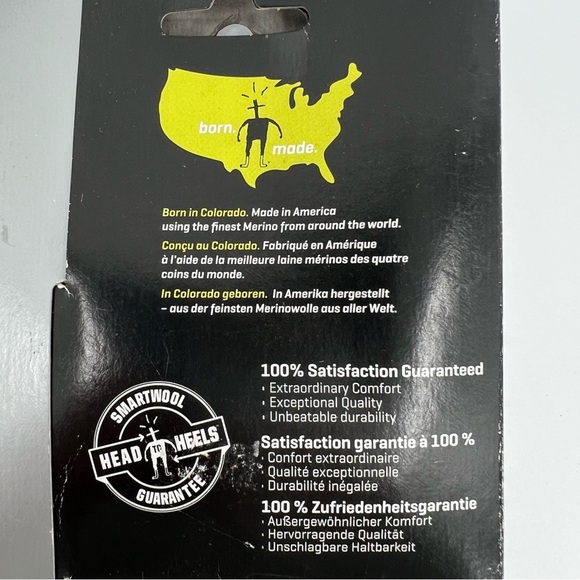 born.
made.
Born in Colorado. Made in America
using the finest Merino from around the world.
Conçu au Colorado. Fabriqué en Amérique
à l'aide de la meilleure laine mérinos des quatre
coins du monde.
In Colorado geboren. In Amerika hergestellt
– aus der feinsten Merinowolle aus aller Welt.
100% Satisfaction Guaranteed
• Extraordinary Comfort
• Exceptional Quality
• Unbeatable durability
SMARTWOOL
HEAD TO HEELS
GUARANTEE
Satisfaction garantie à 100 %
• Confort extraordinaire
• Qualité exceptionnelle
• Durabilité inégalée
100 % Zufriedenheitsgarantie
• Außergewöhnlicher Komfort
• Hervorragende Qualität
• Unschlagbare Haltbarkeit